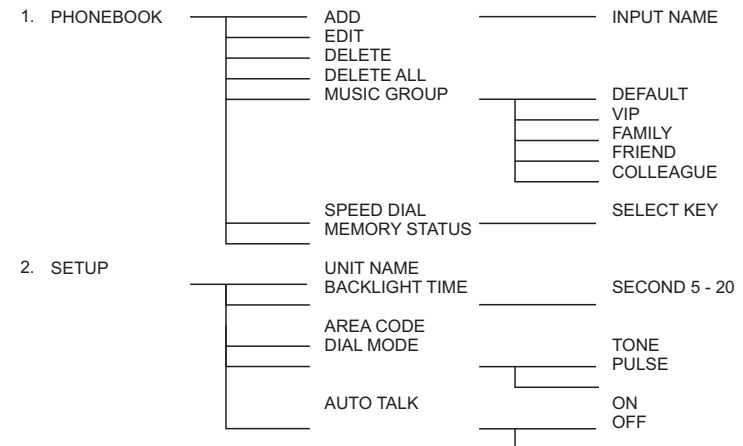 1. PHONEBOOK ADD INPUT NAME
EDIT
DELETE
DELETE ALL
MUSIC GROUP DEFAULT
VIP
FAMILY
FRIEND
COLLEAGUE
SPEED DIAL SELECT KEY
MEMORY STATUS
2. SETUP UNIT NAME
BACKLIGHT TIME SECOND 5 - 20
AREA CODE
DIAL MODE TONE
PULSE
AUTO TALK ON
OFF